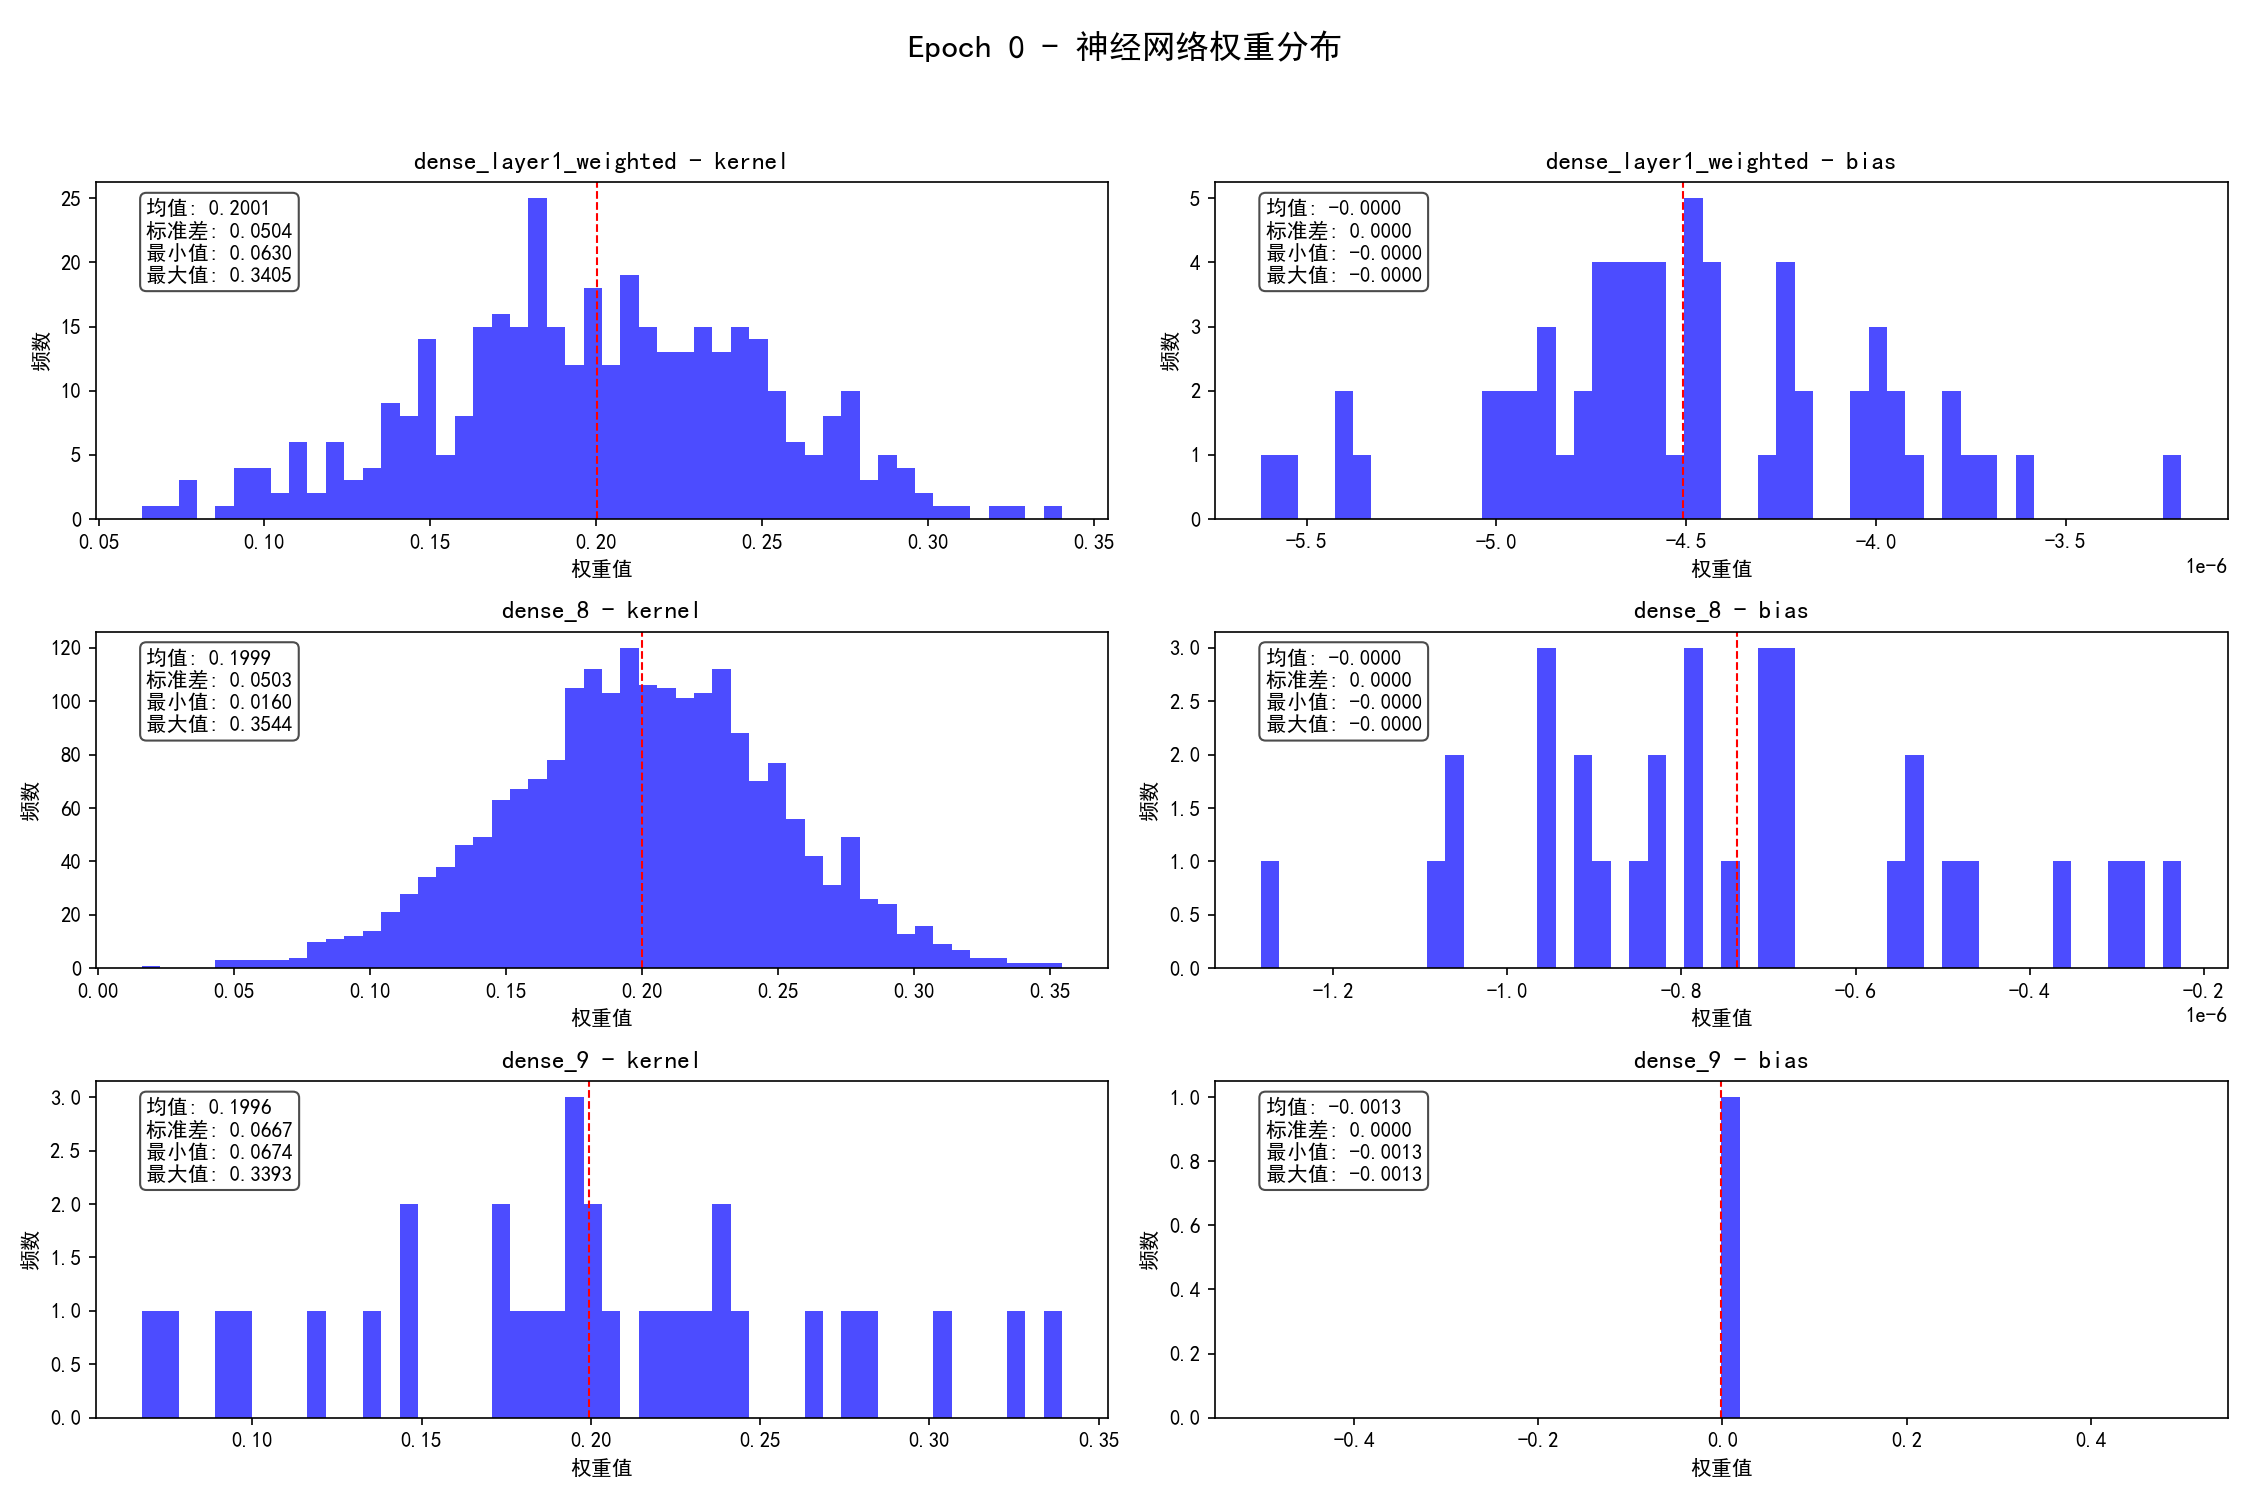 Epoch 0 - 神经网络权重分布
dense_layer1_weighted - kernel
均值: 0.2001
标准差: 0.0504
最小值: 0.0630
最大值: 0.3405
频数
25
20
15
10
5
0
0.05 0.10 0.15 0.20 0.25 0.30 0.35
权重值
dense_layer1_weighted - bias
均值: -0.0000
标准差: 0.0000
最小值: -0.0000
最大值: -0.0000
频数
5
4
3
2
1
0
-5.5 -5.0 -4.5 -4.0 -3.5
1e-6
权重值
dense_8 - kernel
均值: 0.1999
标准差: 0.0503
最小值: 0.0160
最大值: 0.3544
频数
120
100
80
60
40
20
0
0.00 0.05 0.10 0.15 0.20 0.25 0.30 0.35
权重值
dense_8 - bias
均值: -0.0000
标准差: 0.0000
最小值: -0.0000
最大值: -0.0000
频数
3.0
2.5
2.0
1.5
1.0
0.5
0.0
-1.2 -1.0 -0.8 -0.6 -0.4 -0.2
1e-6
权重值
dense_9 - kernel
均值: 0.1996
标准差: 0.0667
最小值: 0.0674
最大值: 0.3393
频数
3.0
2.5
2.0
1.5
1.0
0.5
0.0
0.10 0.15 0.20 0.25 0.30 0.35
权重值
dense_9 - bias
均值: -0.0013
标准差: 0.0000
最小值: -0.0013
最大值: -0.0013
频数
1.0
0.8
0.6
0.4
0.2
0.0
-0.4 -0.2 0.0 0.2 0.4
权重值